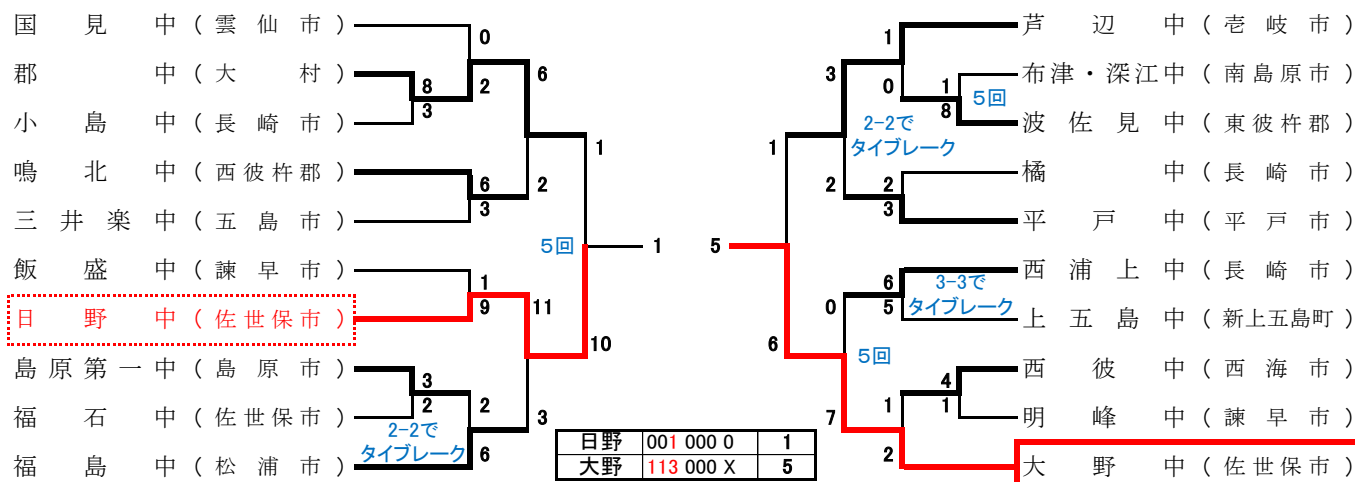 国見中(雲仙市)
0
郡中(大村)
8
2
6
3
小島中(長崎市)
1
鳴北中(西彼杵郡)
6
2
3
三井楽中(五島市)
5回
1
飯盛中(諫早市)
1
日野中(佐世保市)
9
11
10
島原第一中(島原市)
3
2
2
3
福石中(佐世保市)
2-2で
タイブレーク
6
福島中(松浦市)
日野 001 000 0 1
大野 113 000 X 5
芦辺中(壱岐市)
1
3
0
布津・深江中(南島原市)
1
5回
8
波佐見中(東彼杵郡)
2-2で
タイブレーク
1
橘中(長崎市)
2
2
3
平戸中(平戸市)
5
西浦上中(長崎市)
6
3-3で
タイブレーク
0
5
上五島中(新上五島町)
6
5回
西彼中(西海市)
4
1
1
7
明峰中(諫早市)
2
大野中(佐世保市)